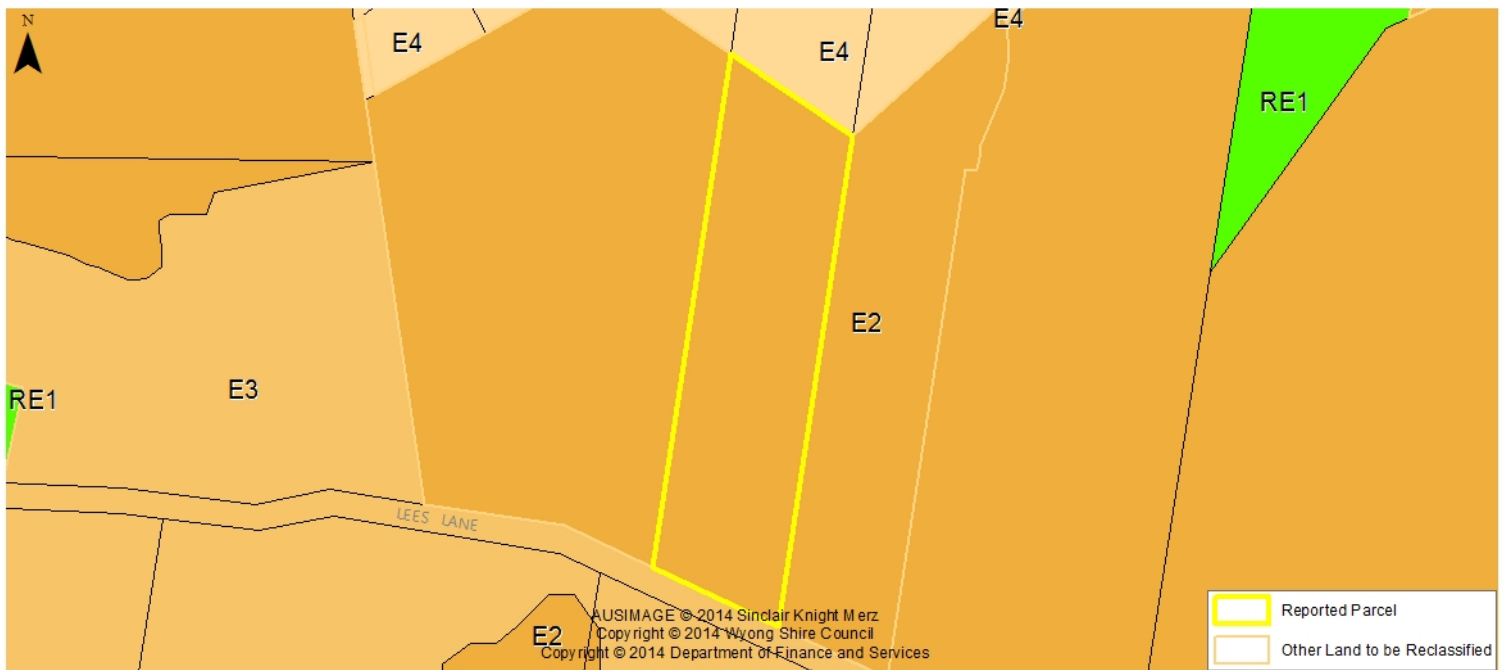 N
E4
E4
E4
RE1
E2
RE1
E3
LEES LANE
E2
AUSIMAGE © 2014 Sinclair Knight Merz
Copyright © 2014 Wyong Shire Council
Copyright © 2014 Department of Finance and Services
Reported Parcel
Other Land to be Reclassified